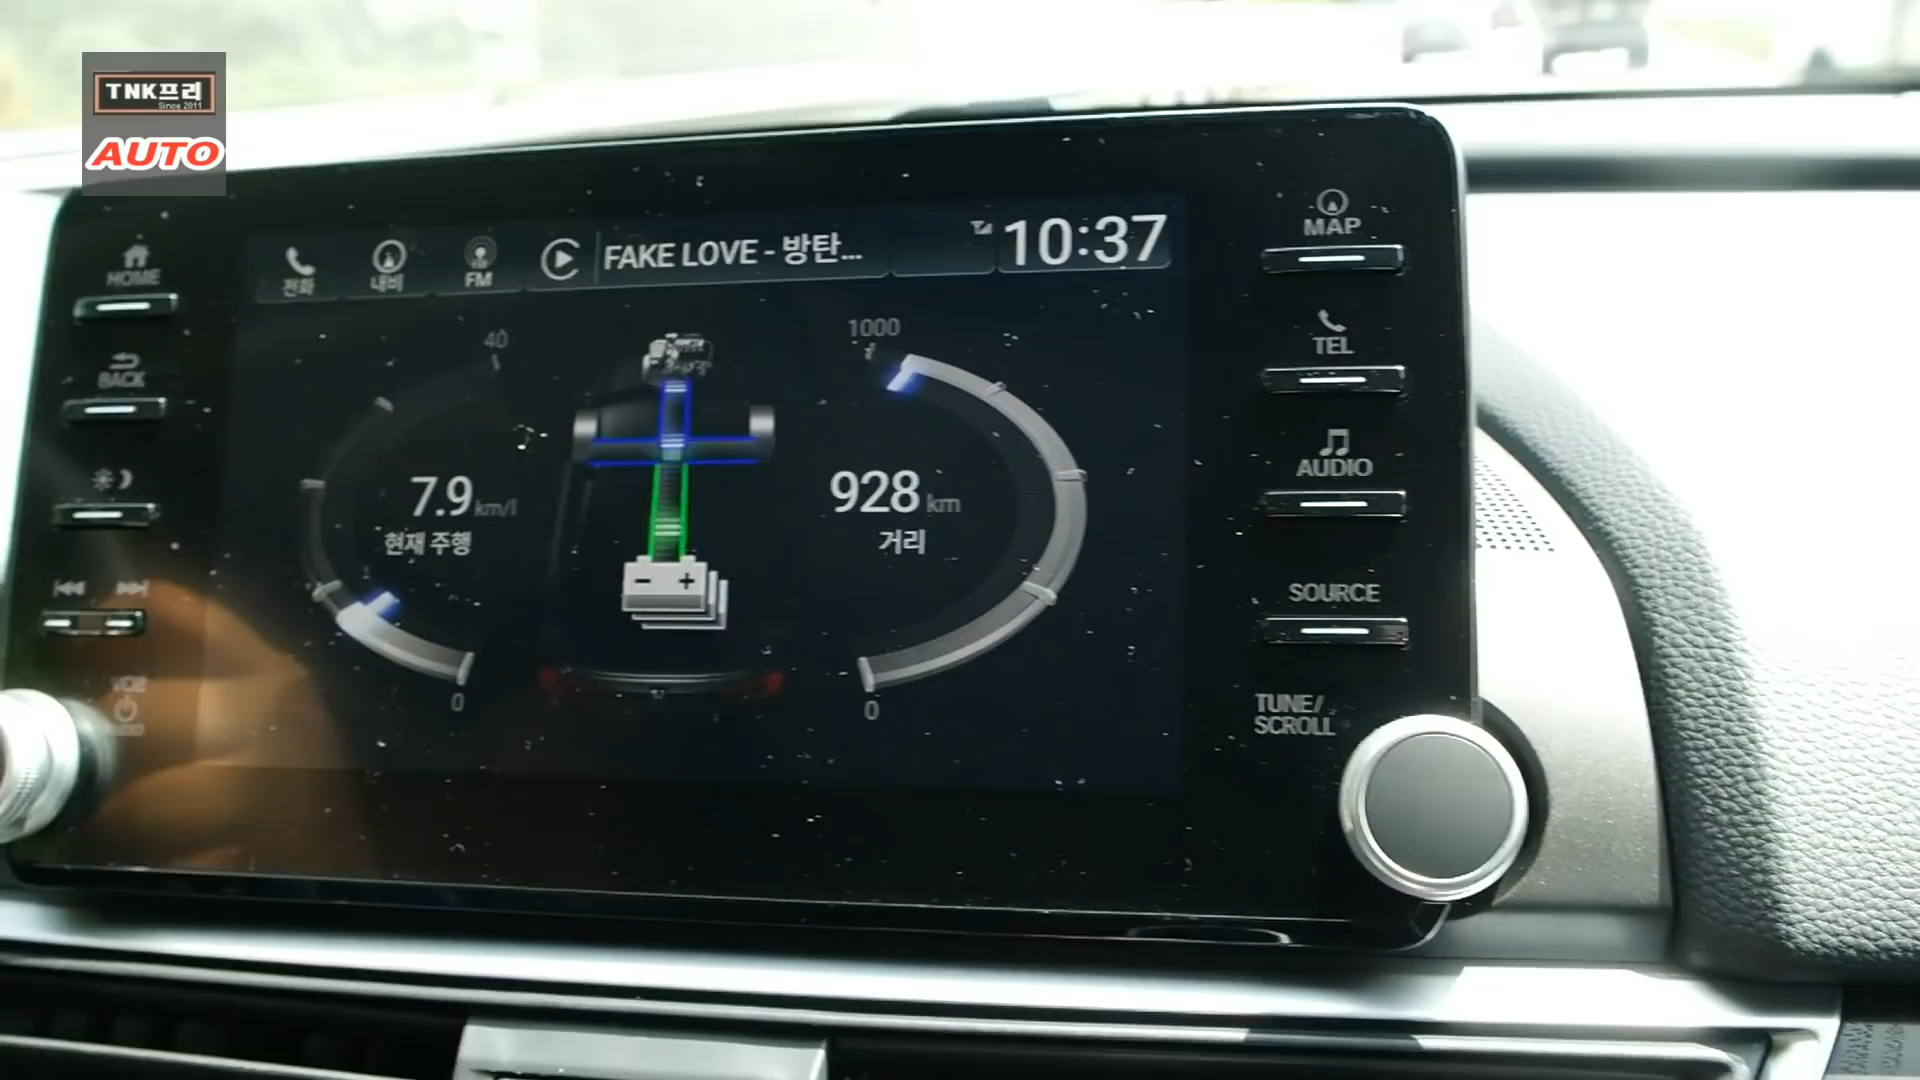 TNK프리
Since 2011
AUTO
HOME
BACK
전화
내비
FM
FAKE LOVE - 방탄...
10:37
MAP
TEL
AUDIO
SOURCE
TUNE/
SCROLL
40
1000
7.9 km/l
현재 주행
928 km
거리
- +
0
0